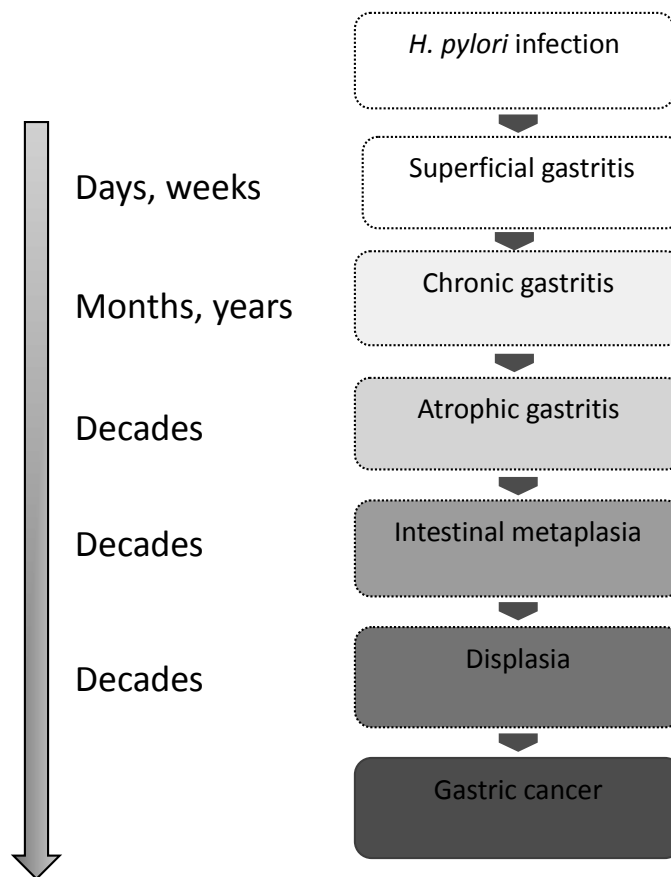 H. pylori infection
Days, weeks
Superficial gastritis
Months, years
Chronic gastritis
Decades
Atrophic gastritis
Decades
Intestinal metaplasia
Decades
Displasia
Gastric cancer